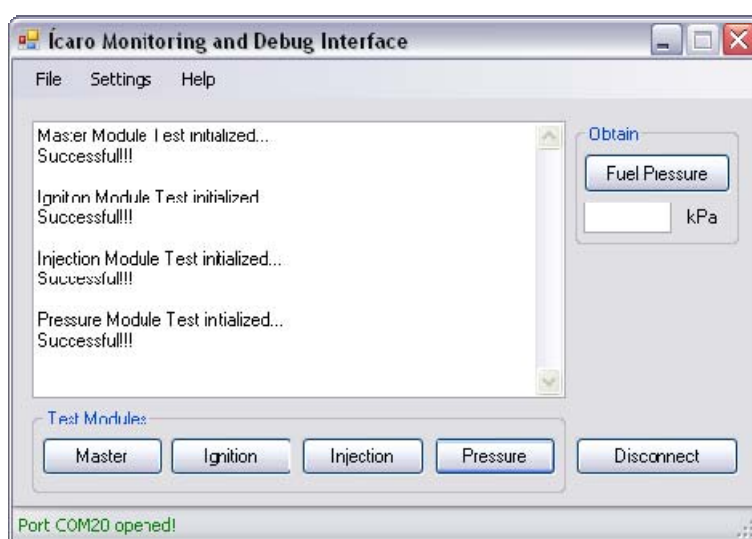 Ícaro Monitoring and Debug Interface
File Settings Help
Master Module Test initialized...
Successful!!!
Ignition Module Test initialized
Successful!!!
Injection Module Test initialized...
Successful!!!
Pressure Module Test intialized...
Successful!!!
Obtain
Fuel Pressure
kPa
Test Modules
Master Ignition Injection Pressure Disconnect
Port COM20 opened!